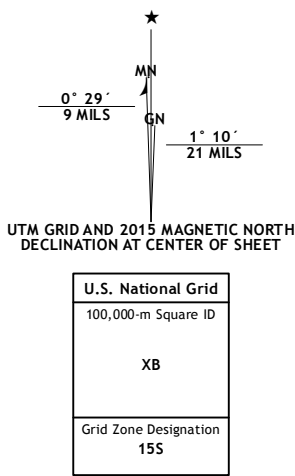 ★
MN
0° 29´
9 MILS
GN
1° 10´
21 MILS
UTM GRID AND 2015 MAGNETIC NORTH
DECLINATION AT CENTER OF SHEET
U.S. National Grid
100,000-m Square ID
XB
Grid Zone Designation
15S